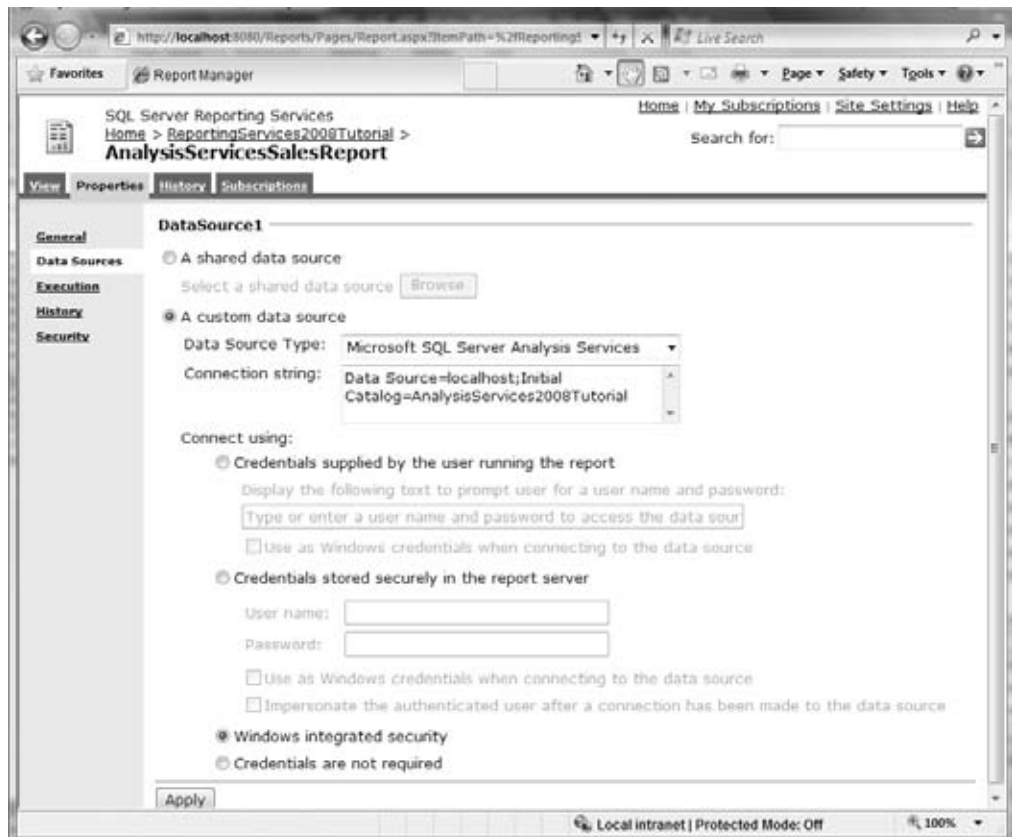 http://localhost:8080/Reports/Pages/Report.aspx?ItemPath=%2fReportingS
Live Search
Favorites
Report Manager
Page
Safety
Tools
SQL Server Reporting Services
Home | My Subscriptions | Site Settings | Help
Home > ReportingServices2008Tutorial >
Search for:
AnalysisServicesSalesReport
View
Properties
History
Subscriptions
General
Data Sources
Execution
History
Security
DataSource1
A shared data source
Select a shared data source
Browse
A custom data source
Data Source Type:
Microsoft SQL Server Analysis Services
Connection string:
Data Source=localhost;Initial
Catalog=AnalysisServices2008Tutorial
Connect using:
Credentials supplied by the user running the report
Display the following text to prompt user for a user name and password:
Type or enter a user name and password to access the data sour
Use as Windows credentials when connecting to the data source
Credentials stored securely in the report server
User name:
Password:
Use as Windows credentials when connecting to the data source
Impersonate the authenticated user after a connection has been made to the data source
Windows integrated security
Credentials are not required
Apply
Local intranet | Protected Mode: Off
100%